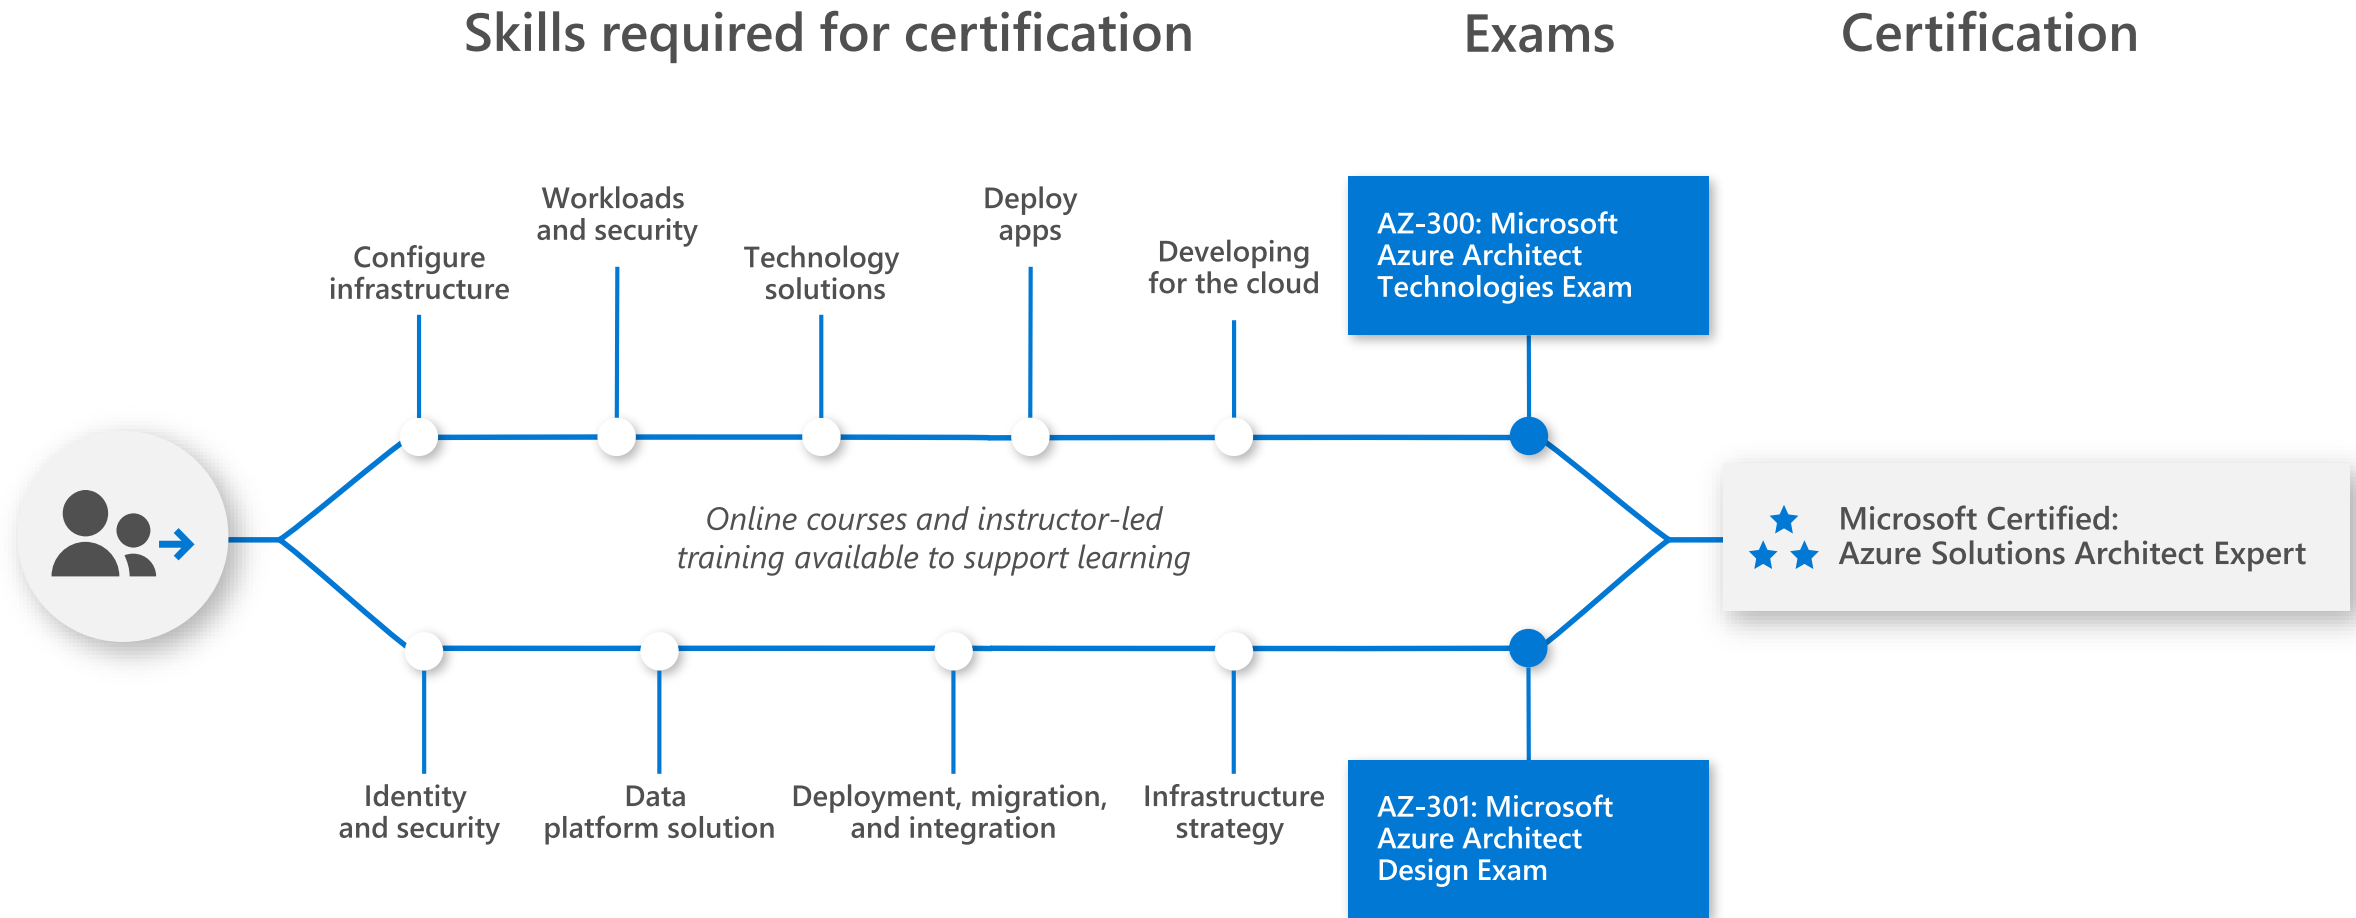 Skills required for certification
Exams
Certification
Workloads
and security
Deploy
apps
Configure
infrastructure
Technology
solutions
Developing
for the cloud
AZ-300: Microsoft
Azure Architect
Technologies Exam
Online courses and instructor-led
training available to support learning
Microsoft Certified:
Azure Solutions Architect Expert
Identity
and security
Data
platform solution
Deployment, migration,
and integration
Infrastructure
strategy
AZ-301: Microsoft
Azure Architect
Design Exam